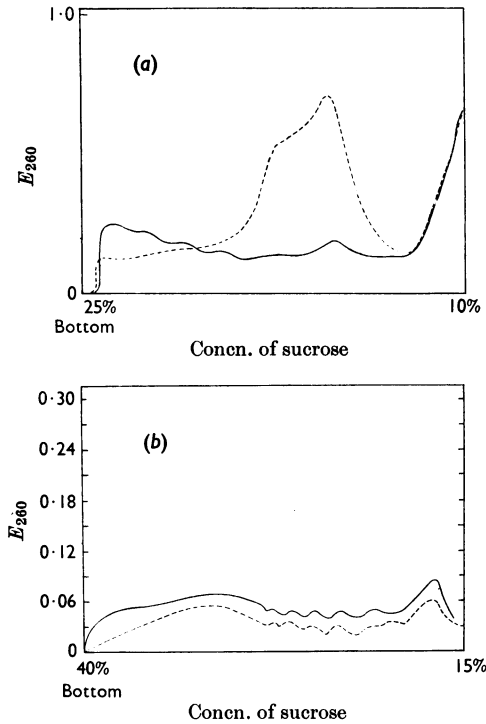 1·0
(a)
E260
0
25%
10%
Bottom
Concn. of sucrose
0·30
0·24
(b)
0·18
E260
0·12
0·06
0
40%
15%
Bottom
Concn. of sucrose